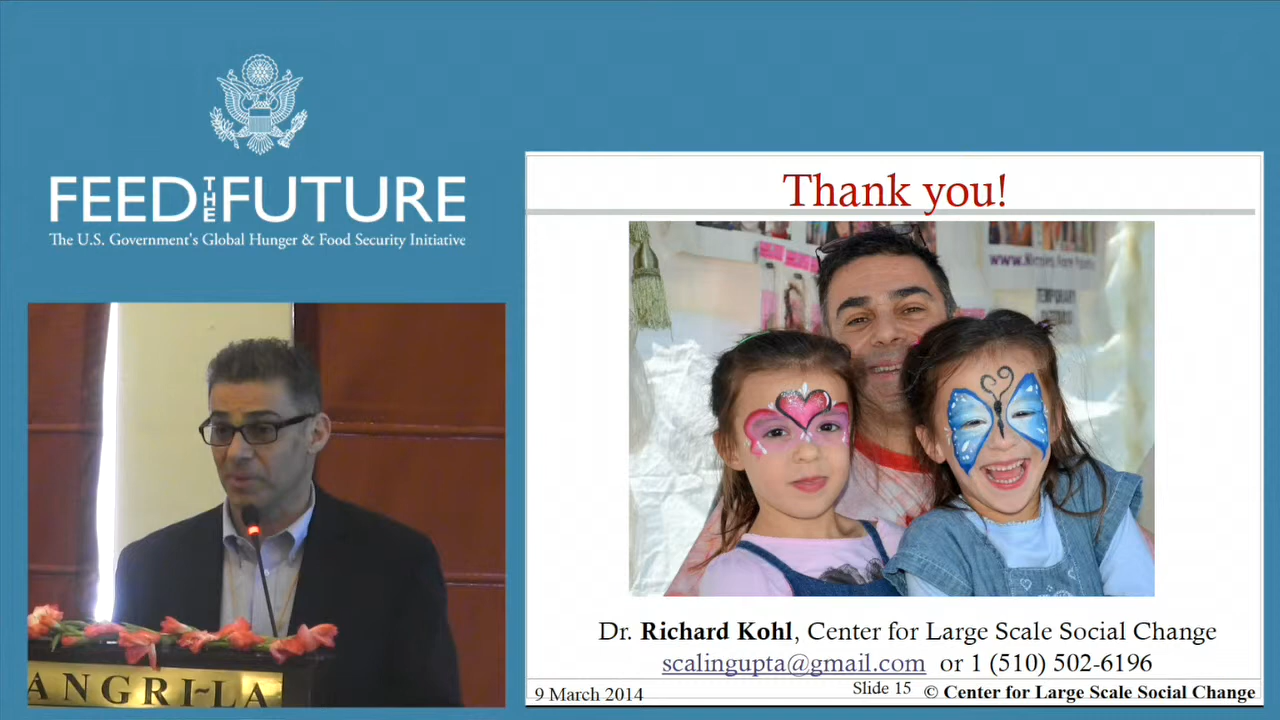 FEED THE FUTURE
The U.S. Government's Global Hunger & Food Security Initiative
ANGRI~LA
Thank you!
TEMPORARY
Dr. Richard Kohl, Center for Large Scale Social Change
scalingupta@gmail.com or 1 (510) 502-6196
9 March 2014 Slide 15 © Center for Large Scale Social Change